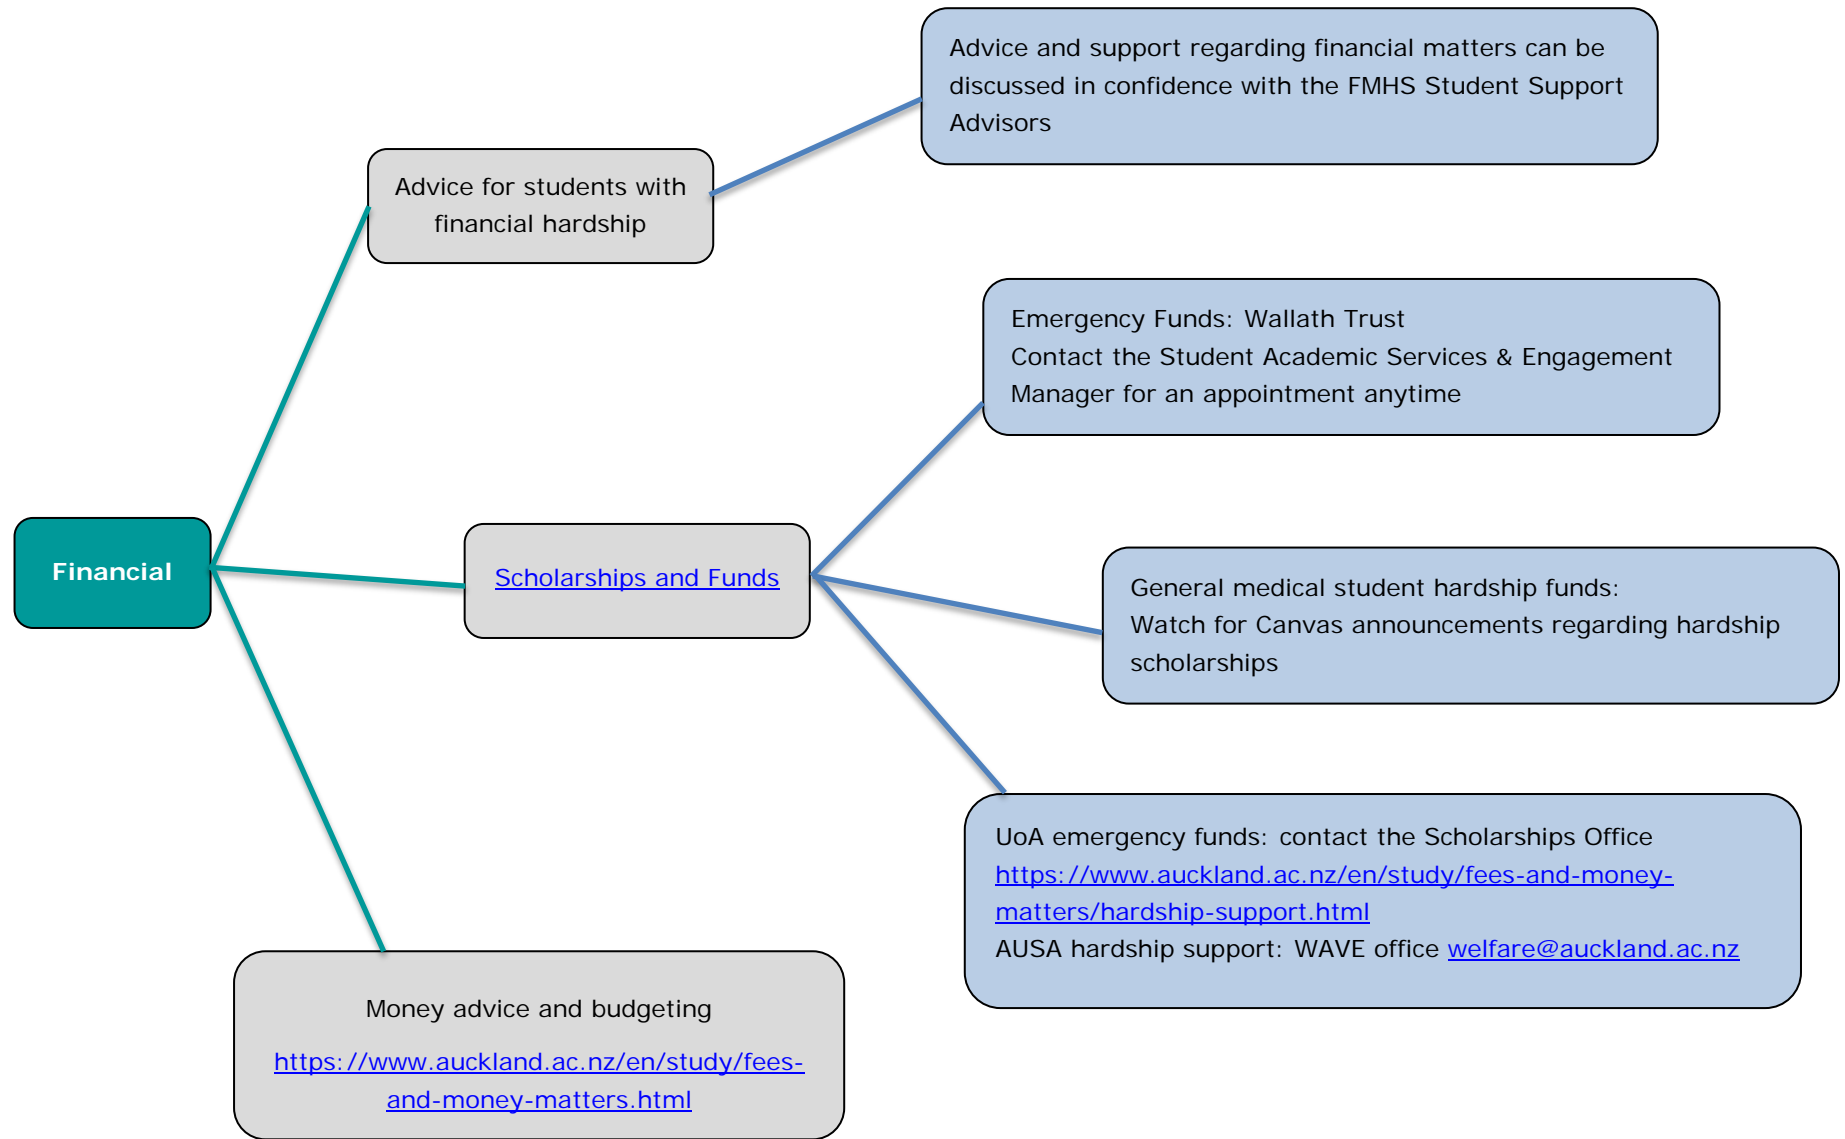 Advice and support regarding financial matters can be
discussed in confidence with the FMHS Student Support
Advisors
Advice for students with
financial hardship
Emergency Funds: Wallath Trust
Contact the Student Academic Services & Engagement
Manager for an appointment anytime
Financial
Scholarships and Funds
General medical student hardship funds:
Watch for Canvas announcements regarding hardship
scholarships
UoA emergency funds: contact the Scholarships Office
https://www.auckland.ac.nz/en/study/fees-and-money-
matters/hardship-support.html
AUSA hardship support: WAVE office welfare@auckland.ac.nz
Money advice and budgeting
https://www.auckland.ac.nz/en/study/fees-
and-money-matters.html